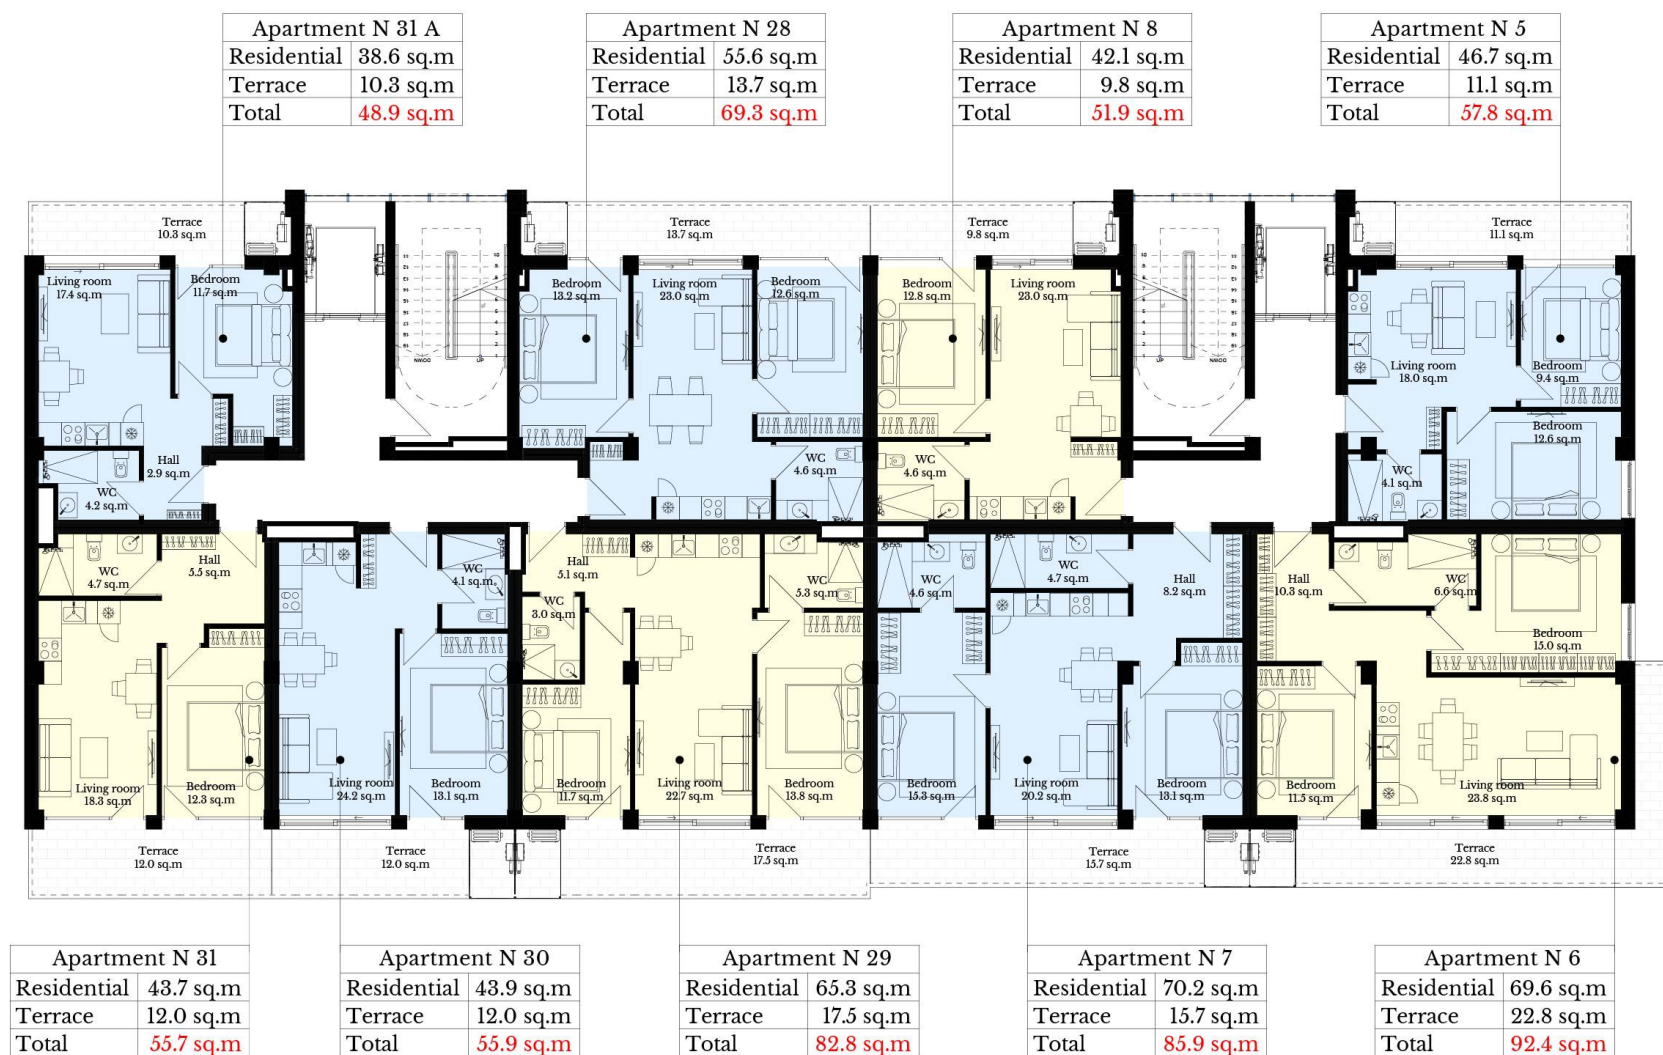 Apartment N 31 A
Residential 38.6 sq.m
Terrace 10.3 sq.m
Total 48.9 sq.m
Apartment N 28
Residential 55.6 sq.m
Terrace 13.7 sq.m
Total 69.3 sq.m
Apartment N 8
Residential 42.1 sq.m
Terrace 9.8 sq.m
Total 51.9 sq.m
Apartment N 5
Residential 46.7 sq.m
Terrace 11.1 sq.m
Total 57.8 sq.m
Terrace
10.3 sq.m
Terrace
13.7 sq.m
Terrace
9.8 sq.m
Terrace
11.1 sq.m
Living room
17.4 sq.m
Bedroom
11.7 sq.m
Hall
2.9 sq.m
WC
4.2 sq.m
DOWN
UP
Bedroom
13.2 sq.m
Living room
23.0 sq.m
Bedroom
12.6 sq.m
WC
4.6 sq.m
Bedroom
12.8 sq.m
Living room
23.0 sq.m
WC
4.6 sq.m
DOWN
UP
Living room
18.0 sq.m
Bedroom
9.4 sq.m
Bedroom
12.6 sq.m
WC
4.1 sq.m
WC
4.7 sq.m
Hall
5.5 sq.m
Living room
18.3 sq.m
Bedroom
12.3 sq.m
WC
4.1 sq.m
Living room
24.2 sq.m
Bedroom
13.1 sq.m
Hall
5.1 sq.m
WC
3.0 sq.m
WC
5.3 sq.m
Bedroom
11.7 sq.m
Living room
22.7 sq.m
Bedroom
13.8 sq.m
WC
4.6 sq.m
WC
4.7 sq.m
Hall
8.2 sq.m
Bedroom
15.3 sq.m
Living room
20.2 sq.m
Bedroom
13.1 sq.m
Hall
10.3 sq.m
WC
6.6 sq.m
Bedroom
15.0 sq.m
Bedroom
11.5 sq.m
Living room
23.8 sq.m
Terrace
12.0 sq.m
Terrace
12.0 sq.m
Terrace
17.5 sq.m
Terrace
15.7 sq.m
Terrace
22.8 sq.m
Apartment N 31
Residential 43.7 sq.m
Terrace 12.0 sq.m
Total 55.7 sq.m
Apartment N 30
Residential 43.9 sq.m
Terrace 12.0 sq.m
Total 55.9 sq.m
Apartment N 29
Residential 65.3 sq.m
Terrace 17.5 sq.m
Total 82.8 sq.m
Apartment N 7
Residential 70.2 sq.m
Terrace 15.7 sq.m
Total 85.9 sq.m
Apartment N 6
Residential 69.6 sq.m
Terrace 22.8 sq.m
Total 92.4 sq.m